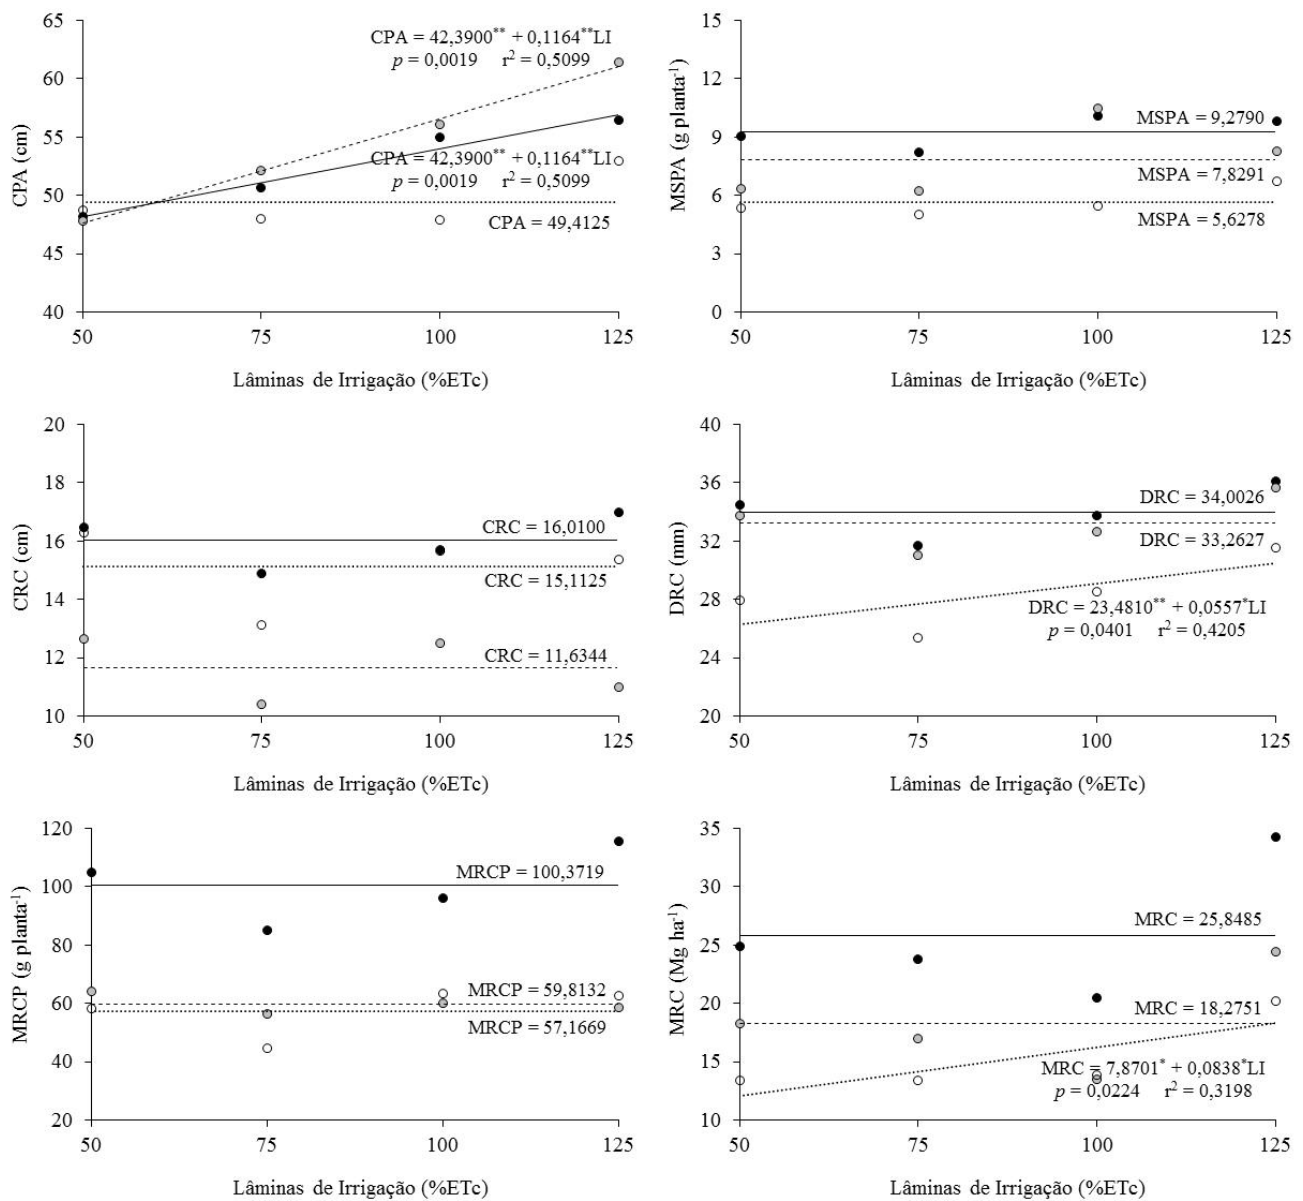 65
60
55
50
45
40
CPA (cm)
CPA = 42,3900** + 0,1164**LI
p = 0,0019 r2 = 0,5099
CPA = 42,3900** + 0,1164**LI
p = 0,0019 r2 = 0,5099
CPA = 49,4125
50 75 100 125
Lâminas de Irrigação (%ETc)
15
12
9
6
3
0
MSPA (g planta-1)
MSPA = 9,2790
MSPA = 7,8291
MSPA = 5,6278
50 75 100 125
Lâminas de Irrigação (%ETc)
20
18
16
14
12
10
CRC (cm)
CRC = 16,0100
CRC = 15,1125
CRC = 11,6344
50 75 100 125
Lâminas de Irrigação (%ETc)
40
36
32
28
24
20
DRC (mm)
DRC = 34,0026
DRC = 33,2627
DRC = 23,4810** + 0,0557*LI
p = 0,0401 r2 = 0,4205
50 75 100 125
Lâminas de Irrigação (%ETc)
120
100
80
60
40
20
MRCP (g planta-1)
MRCP = 100,3719
MRCP = 59,8132
MRCP = 57,1669
50 75 100 125
Lâminas de Irrigação (%ETc)
35
30
25
20
15
10
MRC (Mg ha-1)
MRC = 25,8485
MRC = 18,2751
MRC = 7,8701* + 0,0838*LI
p = 0,0224 r2 = 0,3198
50 75 100 125
Lâminas de Irrigação (%ETc)